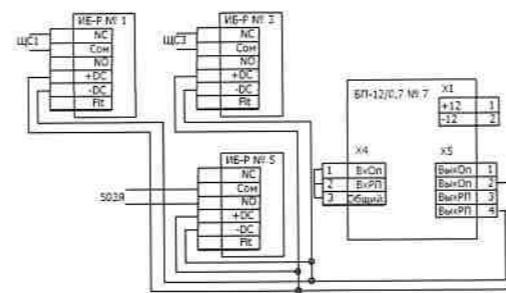 ИБ-Р № 1
NC
Com
NO
+DC
-DC
Flt
ЩС1
ИБ-Р № 3
NC
Com
NO
+DC
-DC
Flt
ЩС3
ИБ-Р № 5
NC
Com
NO
+DC
-DC
Flt
БП-12/0,7 № 7
X1
+12 1
-12 2
X4
1 ВхОп
2 ВхРП
3 Общий
X5
ВыхОп 1
ВыхОп 2
ВыхРП 3
ВыхРП 4